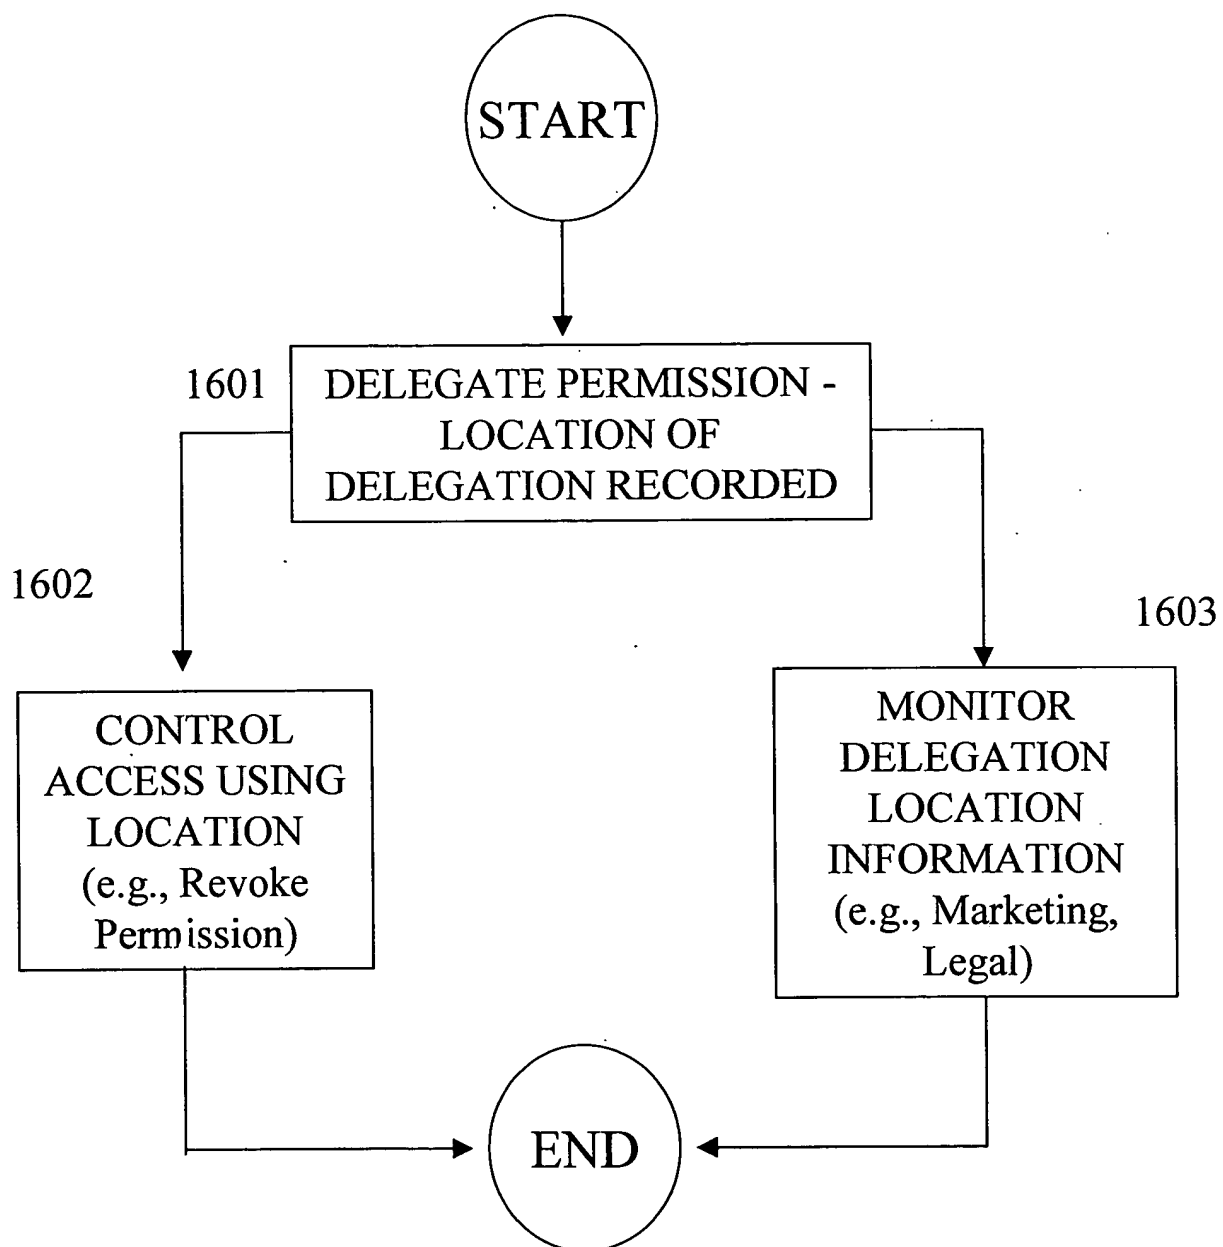 START
1601
DELEGATE PERMISSION -
LOCATION OF
DELEGATION RECORDED
1602
1603
CONTROL
ACCESS USING
LOCATION
(e.g., Revoke
Permission)
MONITOR
DELEGATION
LOCATION
INFORMATION
(e.g., Marketing,
Legal)
END